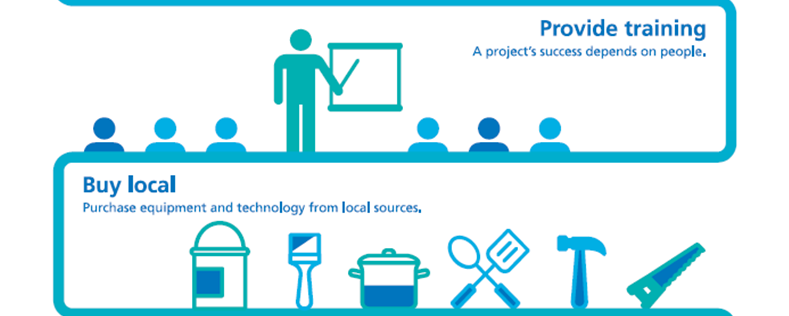 Provide training
A project's success depends on people.
Buy local
Purchase equipment and technology from local sources.